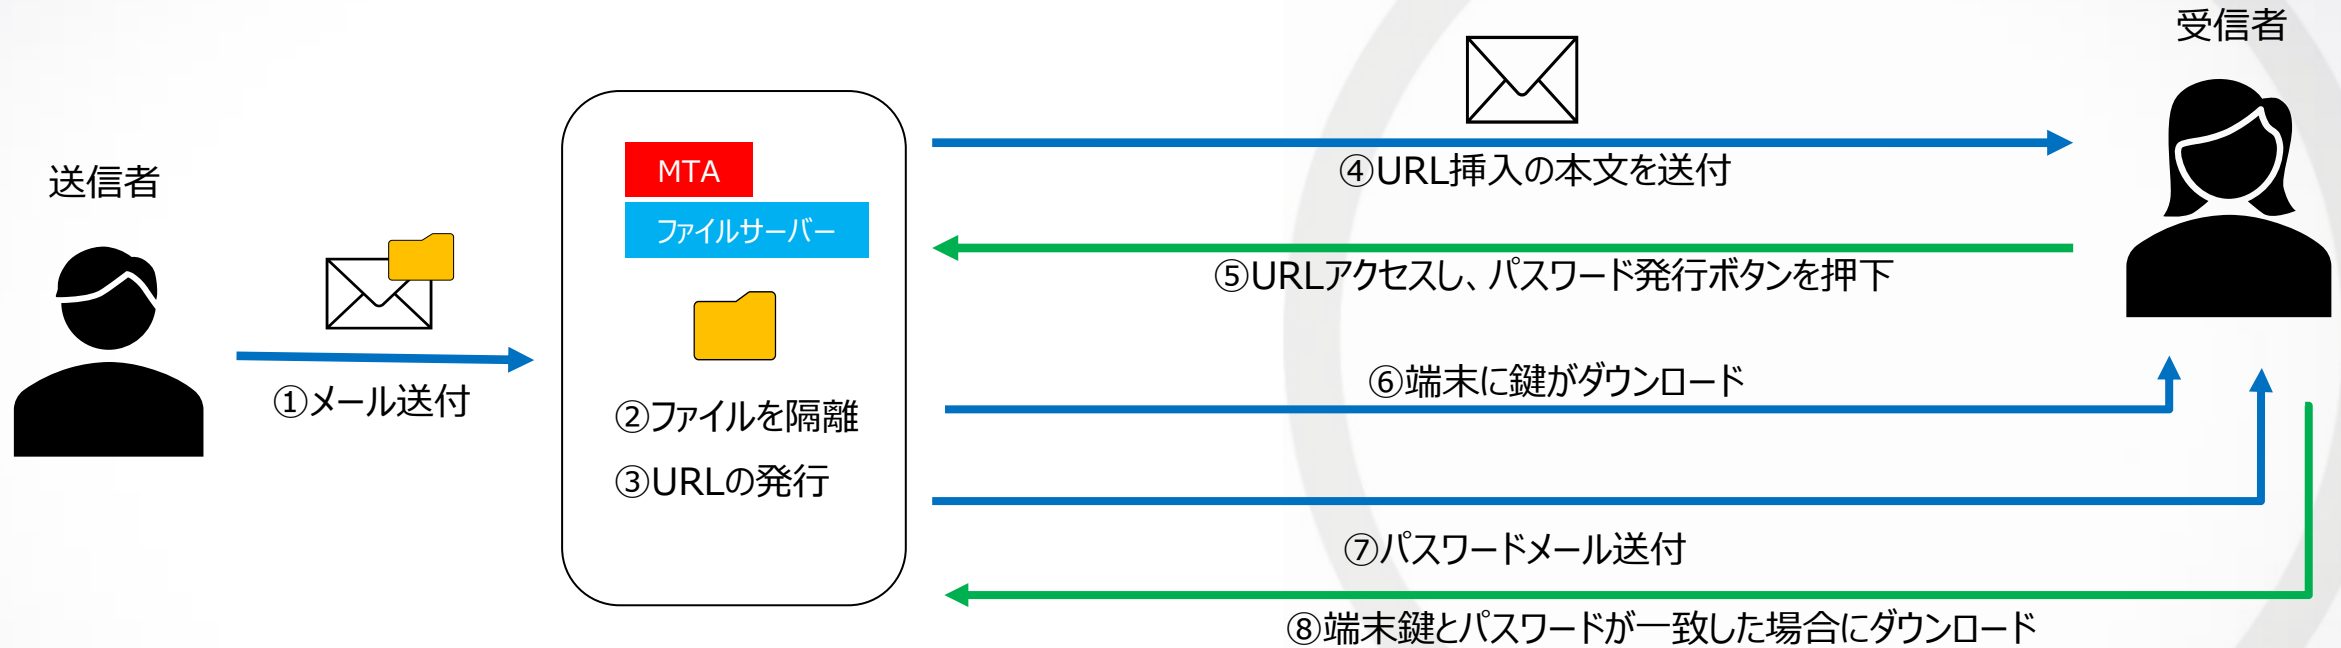 送信者
①メール送付
MTA
ファイルサーバー
②ファイルを隔離
③URLの発行
受信者
④URL挿入の本文を送付
⑤URLアクセスし、パスワード発行ボタンを押下
⑥端末に鍵がダウンロード
⑦パスワードメール送付
⑧端末鍵とパスワードが一致した場合にダウンロード